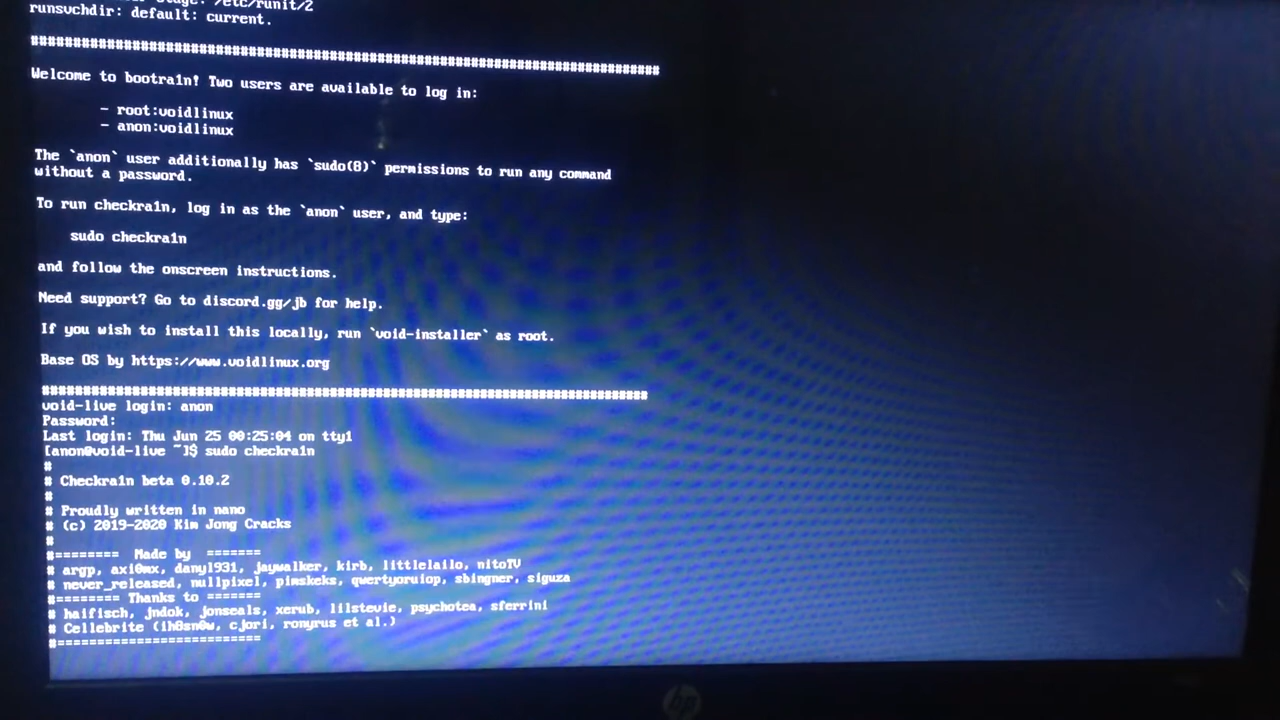 stage: /etc/runit/2
runsvchdir: default: current.
################################################################################
Welcome to bootra1n! Two users are available to log in:
- root:voidlinux
- anon:voidlinux
The `anon` user additionally has `sudo(8)` permissions to run any command
without a password.
To run checkra1n, log in as the `anon` user, and type:
sudo checkra1n
and follow the onscreen instructions.
Need support? Go to discord.gg/jb for help.
If you wish to install this locally, run `void-installer` as root.
Base OS by https://www.voidlinux.org
################################################################################
void-live login: anon
Password:
Last login: Thu Jun 25 00:25:04 on tty1
[anon@void-live ~]$ sudo checkra1n
#
# Checkra1n beta 0.10.2
#
# Proudly written in nano
# (c) 2019-2020 Kim Jong Cracks
#
#======== Made by =======
# argp, axi0mx, danyl931, jaywalker, kirb, littlelailo, nitoTV
# never_released, nullpixel, pimskeks, qwertyoruiop, sbingner, siguza
#======== Thanks to =======
# haifisch, jndok, jonseals, xerub, lilstevie, psychotea, sferrini
# Cellebrite (ih8sn0w, cjori, ronyrus et al.)
#==========================
hp